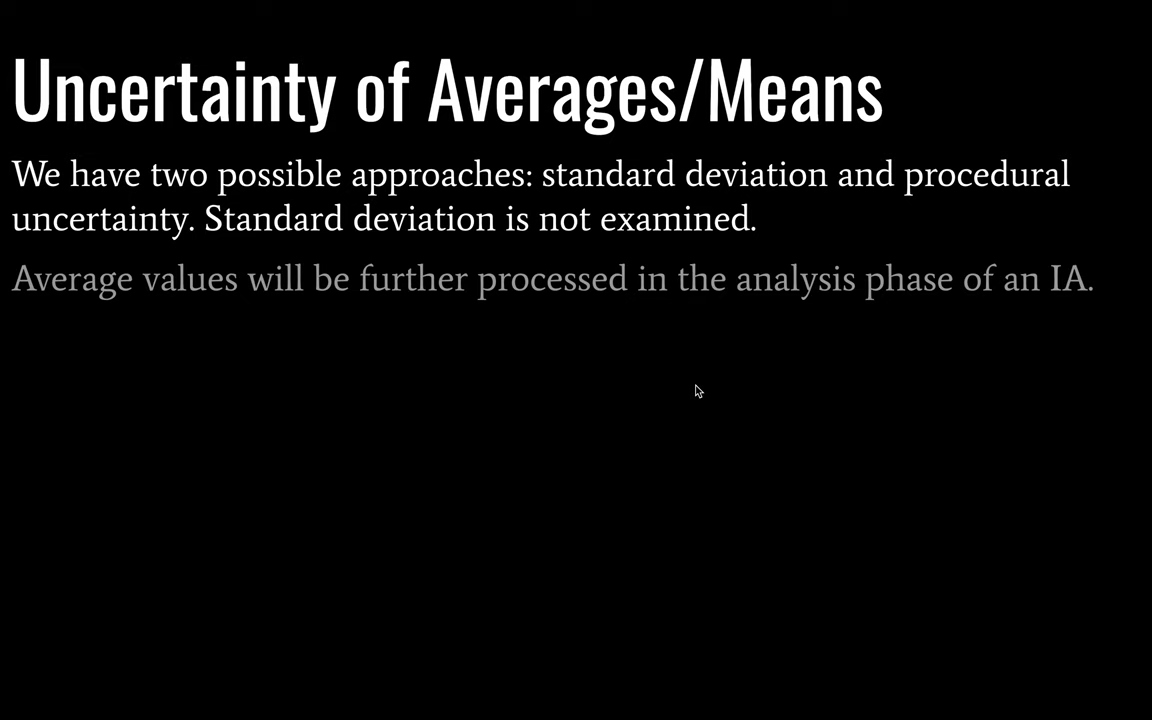 Uncertainty of Averages/Means
We have two possible approaches: standard deviation and procedural
uncertainty. Standard deviation is not examined.
Average values will be further processed in the analysis phase of an IA.